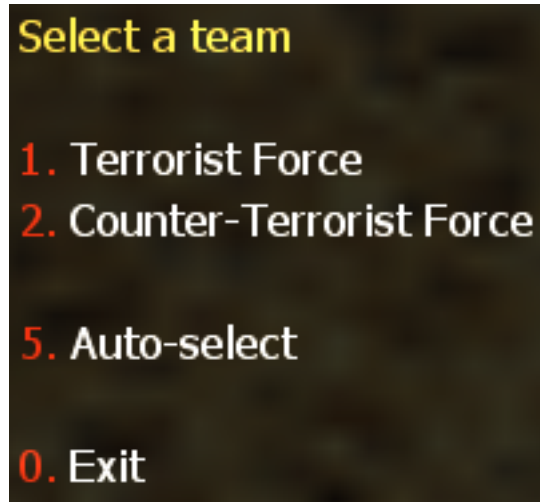 Select a team
1. Terrorist Force
2. Counter-Terrorist Force
5. Auto-select
0. Exit